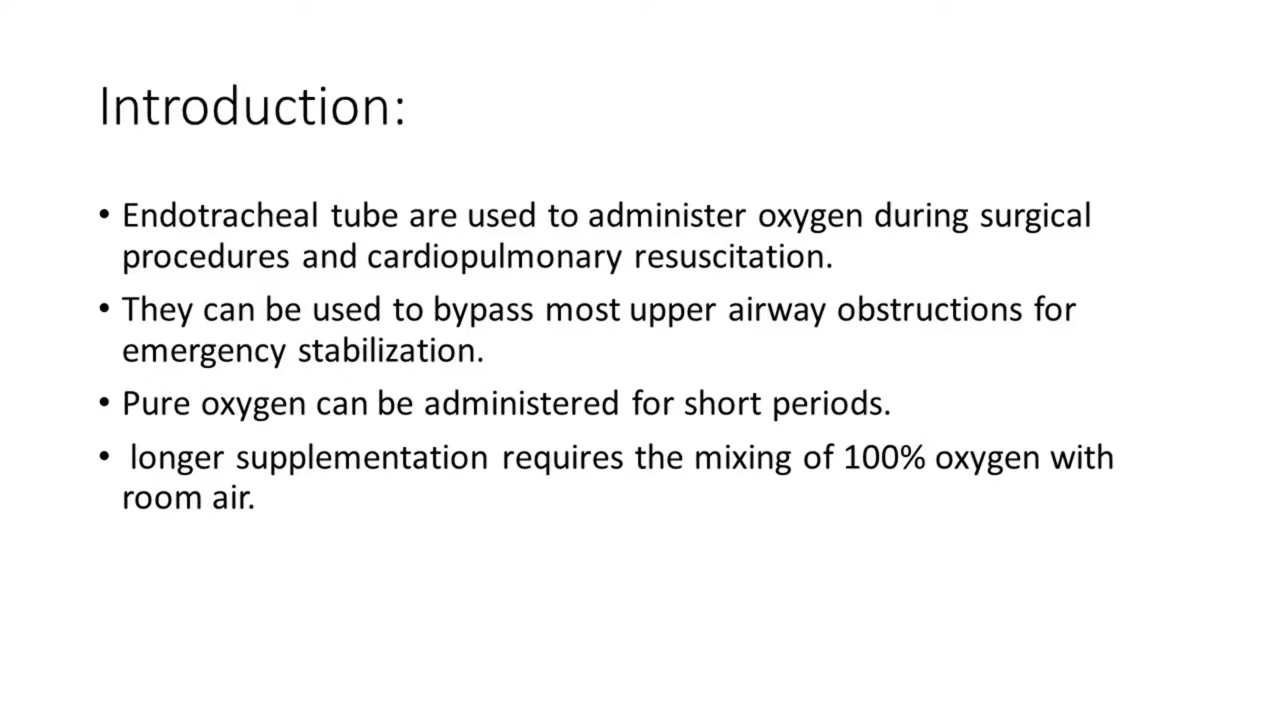 Introduction:
• Endotracheal tube are used to administer oxygen during surgical
procedures and cardiopulmonary resuscitation.
• They can be used to bypass most upper airway obstructions for
emergency stabilization.
• Pure oxygen can be administered for short periods.
• longer supplementation requires the mixing of 100% oxygen with
room air.